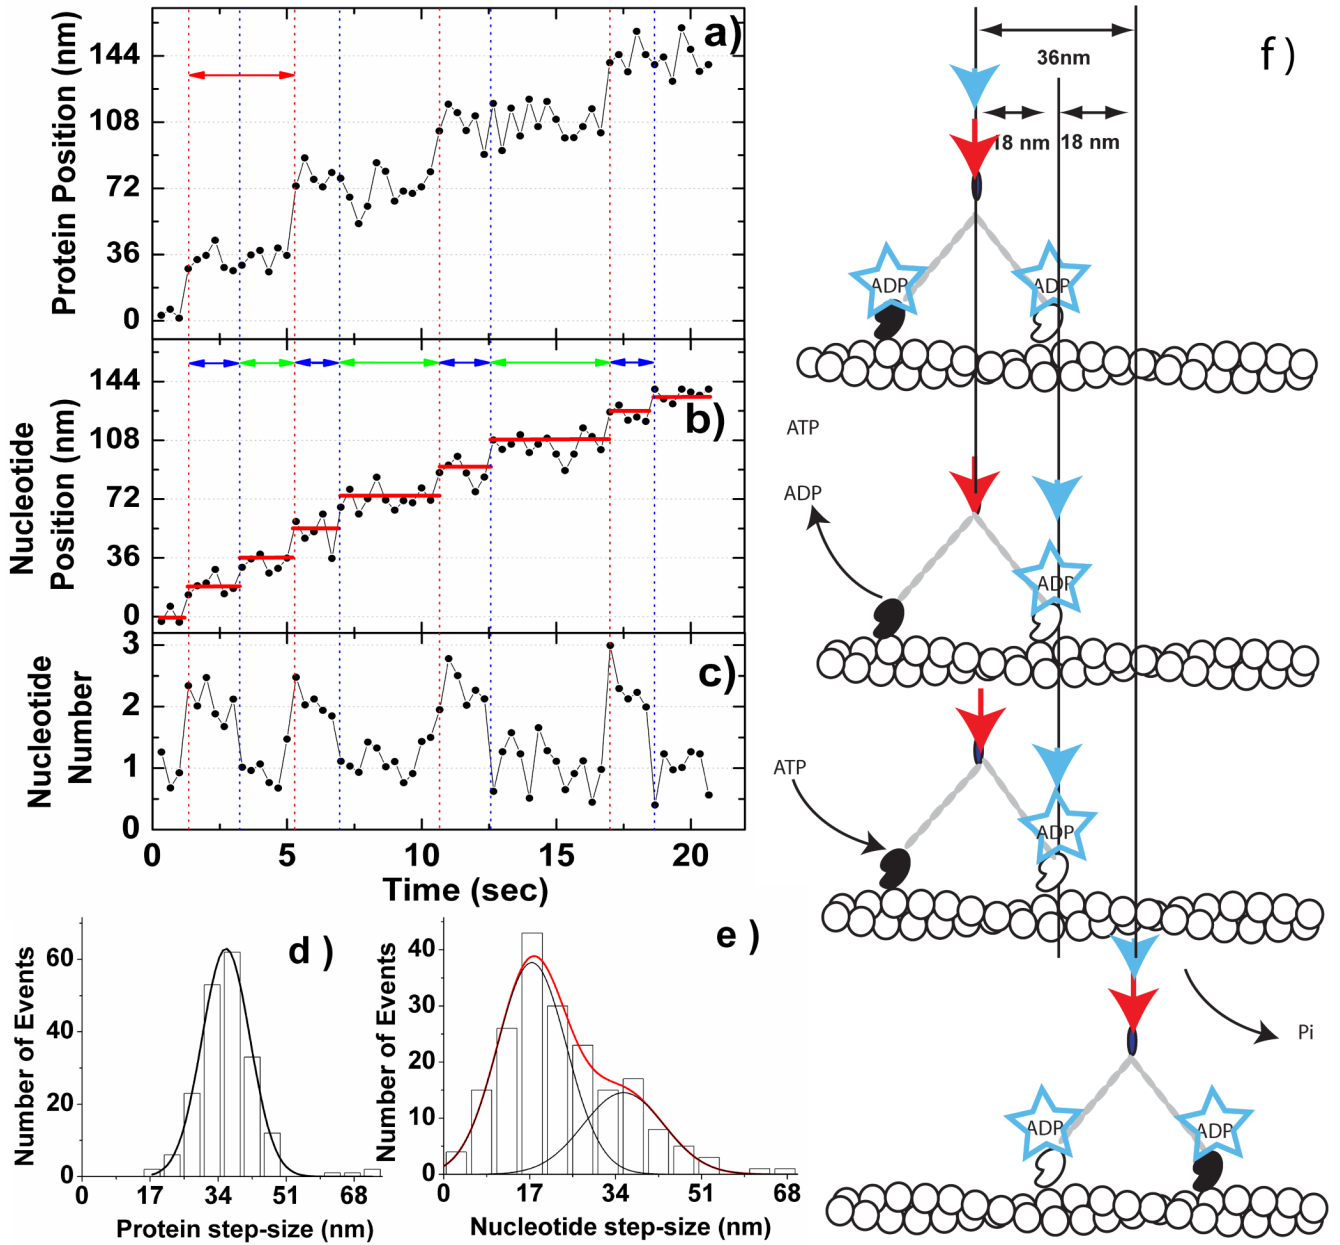 a)
Protein Position (nm)
144
108
72
36
0
b)
Nucleotide
Position (nm)
144
108
72
36
0
c)
Nucleotide
Number
3
2
1
0
0 5 10 15 20
Time (sec)
d )
Number of Events
60
40
20
0
0 17 34 51 68
Protein step-size (nm)
e )
Number of Events
40
30
20
10
0
0 17 34 51 68
Nucleotide step-size (nm)
f )
36nm
18 nm 18 nm
ADP ADP
ATP
ADP
ADP
ATP
ADP
Pi
ADP ADP